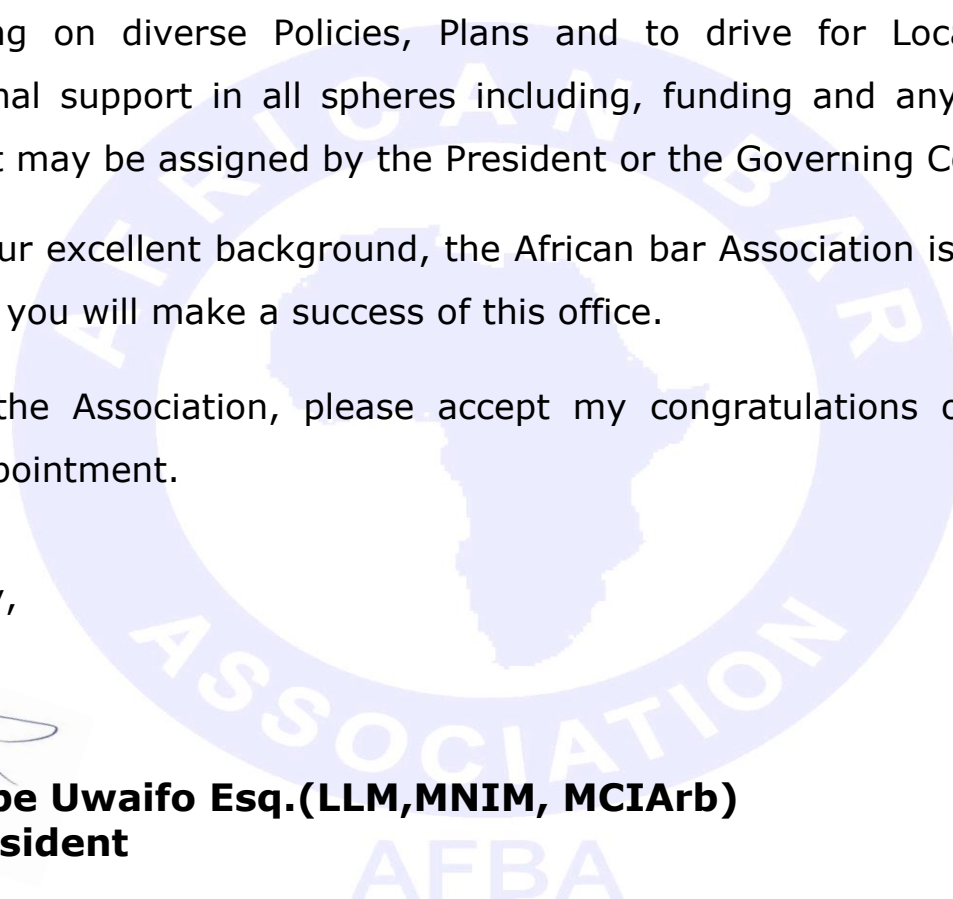 ng on diverse Policies, Plans and to drive for Loca
nal support in all spheres including, funding and any
t may be assigned by the President or the Governing Co
ur excellent background, the African bar Association is
you will make a success of this office.
the Association, please accept my congratulations o
pointment.
y,
be Uwaifo Esq.(LLM,MNIM, MCIArb)
sident
AFRICAN BAR
ASSOCIATION
AFBA